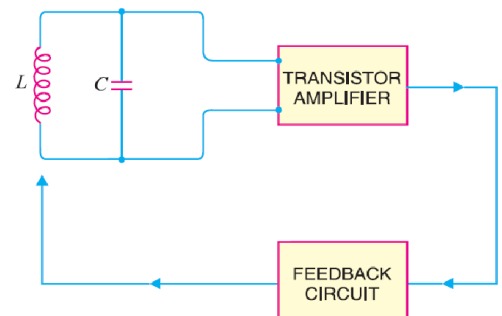 L
C
TRANSISTOR
AMPLIFIER
FEEDBACK
CIRCUIT